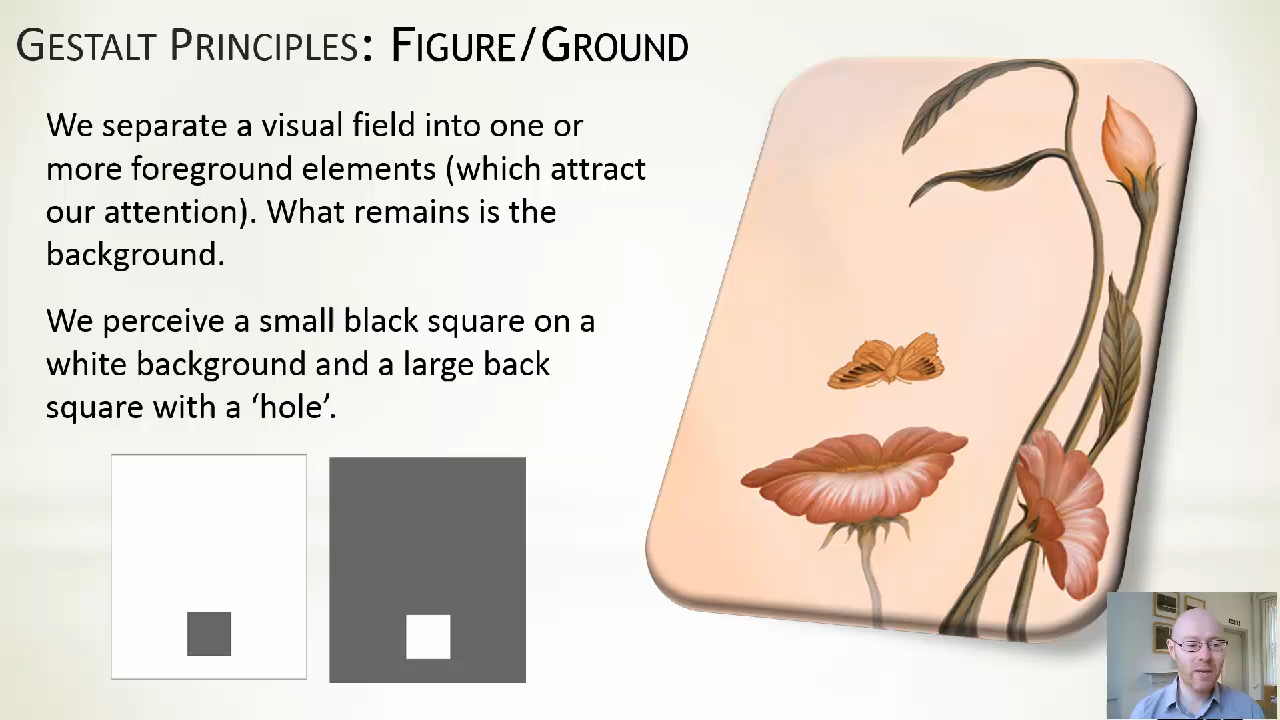 GESTALT PRINCIPLES: FIGURE/GROUND
We separate a visual field into one or
more foreground elements (which attract
our attention). What remains is the
background.
We perceive a small black square on a
white background and a large back
square with a ‘hole’.